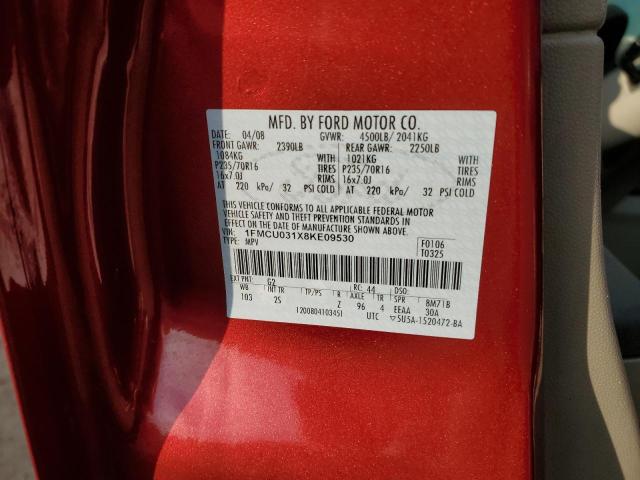 MFD. BY FORD MOTOR CO.
DATE: 04/08 GVWR: 4500LB/ 2041KG
FRONT GAWR: 2390LB REAR GAWR: 2250LB
1084KG WITH 1021KG WITH
P235/70R16 TIRES P235/70R16 TIRES
16x7.0J RIMS 16x7.0J RIMS
AT 220 kPa/ 32 PSI COLD AT 220 kPa/ 32 PSI COLD
THIS VEHICLE CONFORMS TO ALL APPLICABLE FEDERAL MOTOR
VEHICLE SAFETY AND THEFT PREVENTION STANDARDS IN EFFECT
ON THE DATE OF MANUFACTURE SHOWN ABOVE.
VIN: 1FMCU031X8KE09530 F0106
TYPE: MPV T0325
EXT PNT: G2 RC: 44 DSO:
WB INT TR TP/PS R AXLE TR SPR 8M71B
103 2S Z 96 4 EEAA 30A
1200804103451 UTC ▽5U5A-1520472-BA